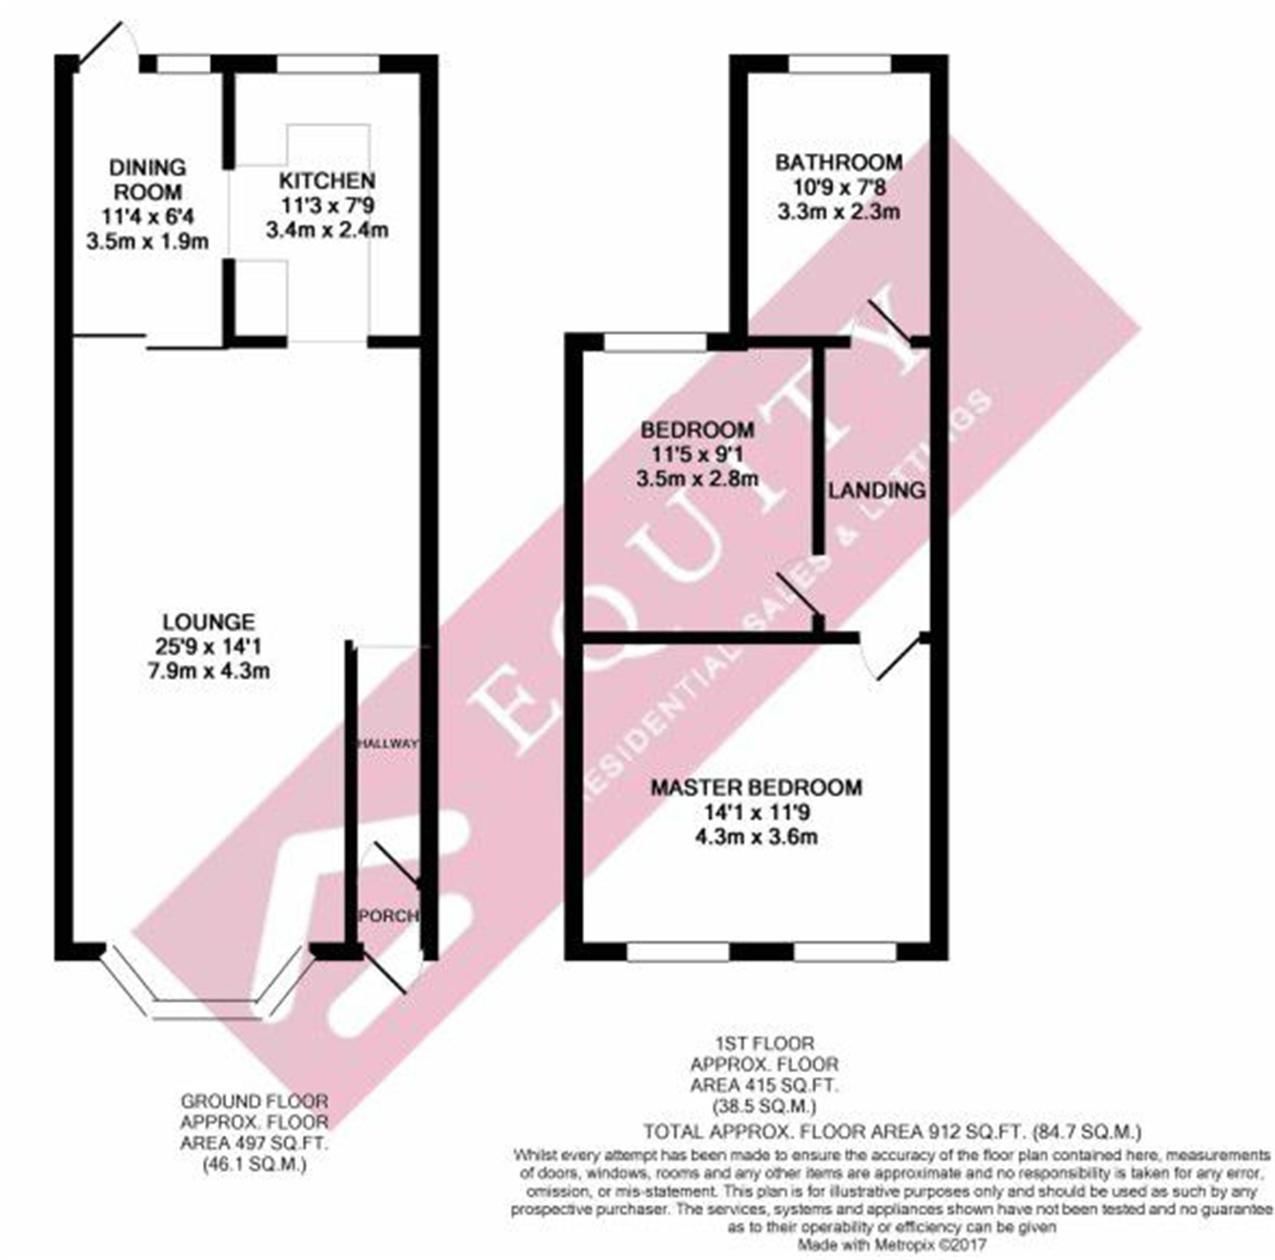 DINING
ROOM
11'4 x 6'4
3.5m x 1.9m
KITCHEN
11'3 x 7'9
3.4m x 2.4m
BATHROOM
10'9 x 7'8
3.3m x 2.3m
BEDROOM
11'5 x 9'1
3.5m x 2.8m
LANDING
LOUNGE
25'9 x 14'1
7.9m x 4.3m
HALLWAY
PORCH
MASTER BEDROOM
14'1 x 11'9
4.3m x 3.6m
EQUITY
RESIDENTIAL SALES & LETTINGS
GROUND FLOOR
APPROX. FLOOR
AREA 497 SQ.FT.
(46.1 SQ.M.)
1ST FLOOR
APPROX. FLOOR
AREA 415 SQ.FT.
(38.5 SQ.M.)
TOTAL APPROX. FLOOR AREA 912 SQ.FT. (84.7 SQ.M.)
Whilst every attempt has been made to ensure the accuracy of the floor plan contained here, measurements
of doors, windows, rooms and any other items are approximate and no responsibility is taken for any error,
omission, or mis-statement. This plan is for illustrative purposes only and should be used as such by any
prospective purchaser. The services, systems and appliances shown have not been tested and no guarantee
as to their operability or efficiency can be given
Made with Metropix ©2017